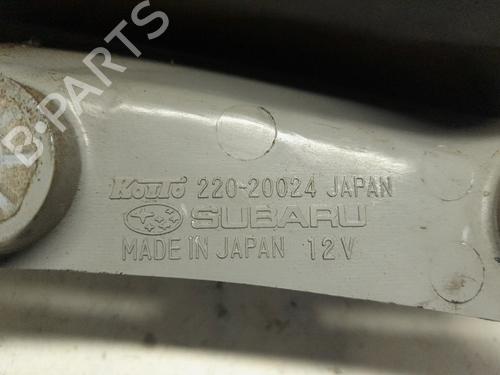 B-PARTS
KOITO 220-20024 JAPAN
SUBARU
MADE IN JAPAN 12V